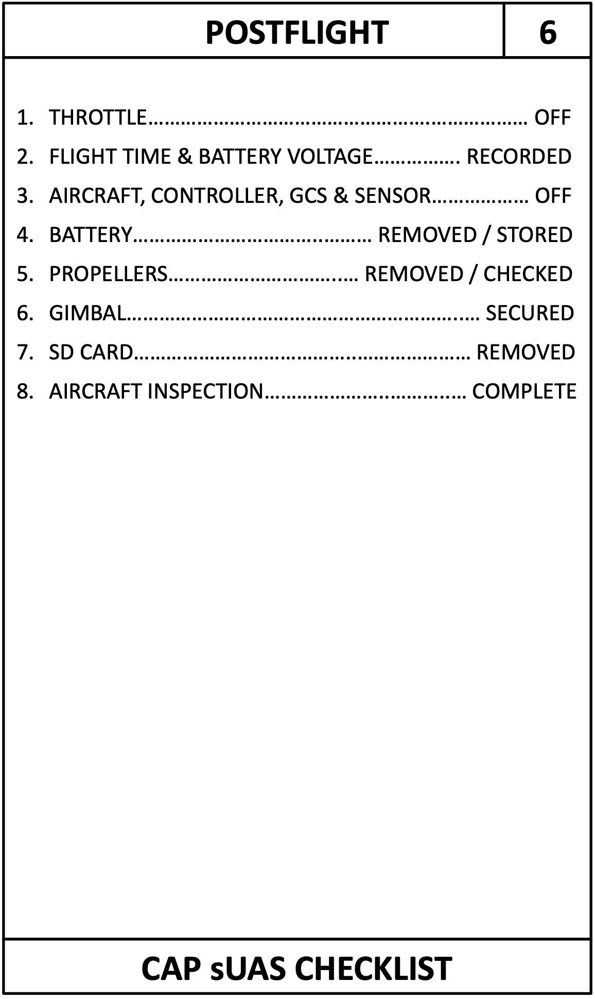 POSTFLIGHT 6
1. THROTTLE................................................................ OFF
2. FLIGHT TIME & BATTERY VOLTAGE................ RECORDED
3. AIRCRAFT, CONTROLLER, GCS & SENSOR.................. OFF
4. BATTERY............................................ REMOVED / STORED
5. PROPELLERS................................... REMOVED / CHECKED
6. GIMBAL................................................................. SECURED
7. SD CARD.............................................................. REMOVED
8. AIRCRAFT INSPECTION..................................... COMPLETE
CAP sUAS CHECKLIST